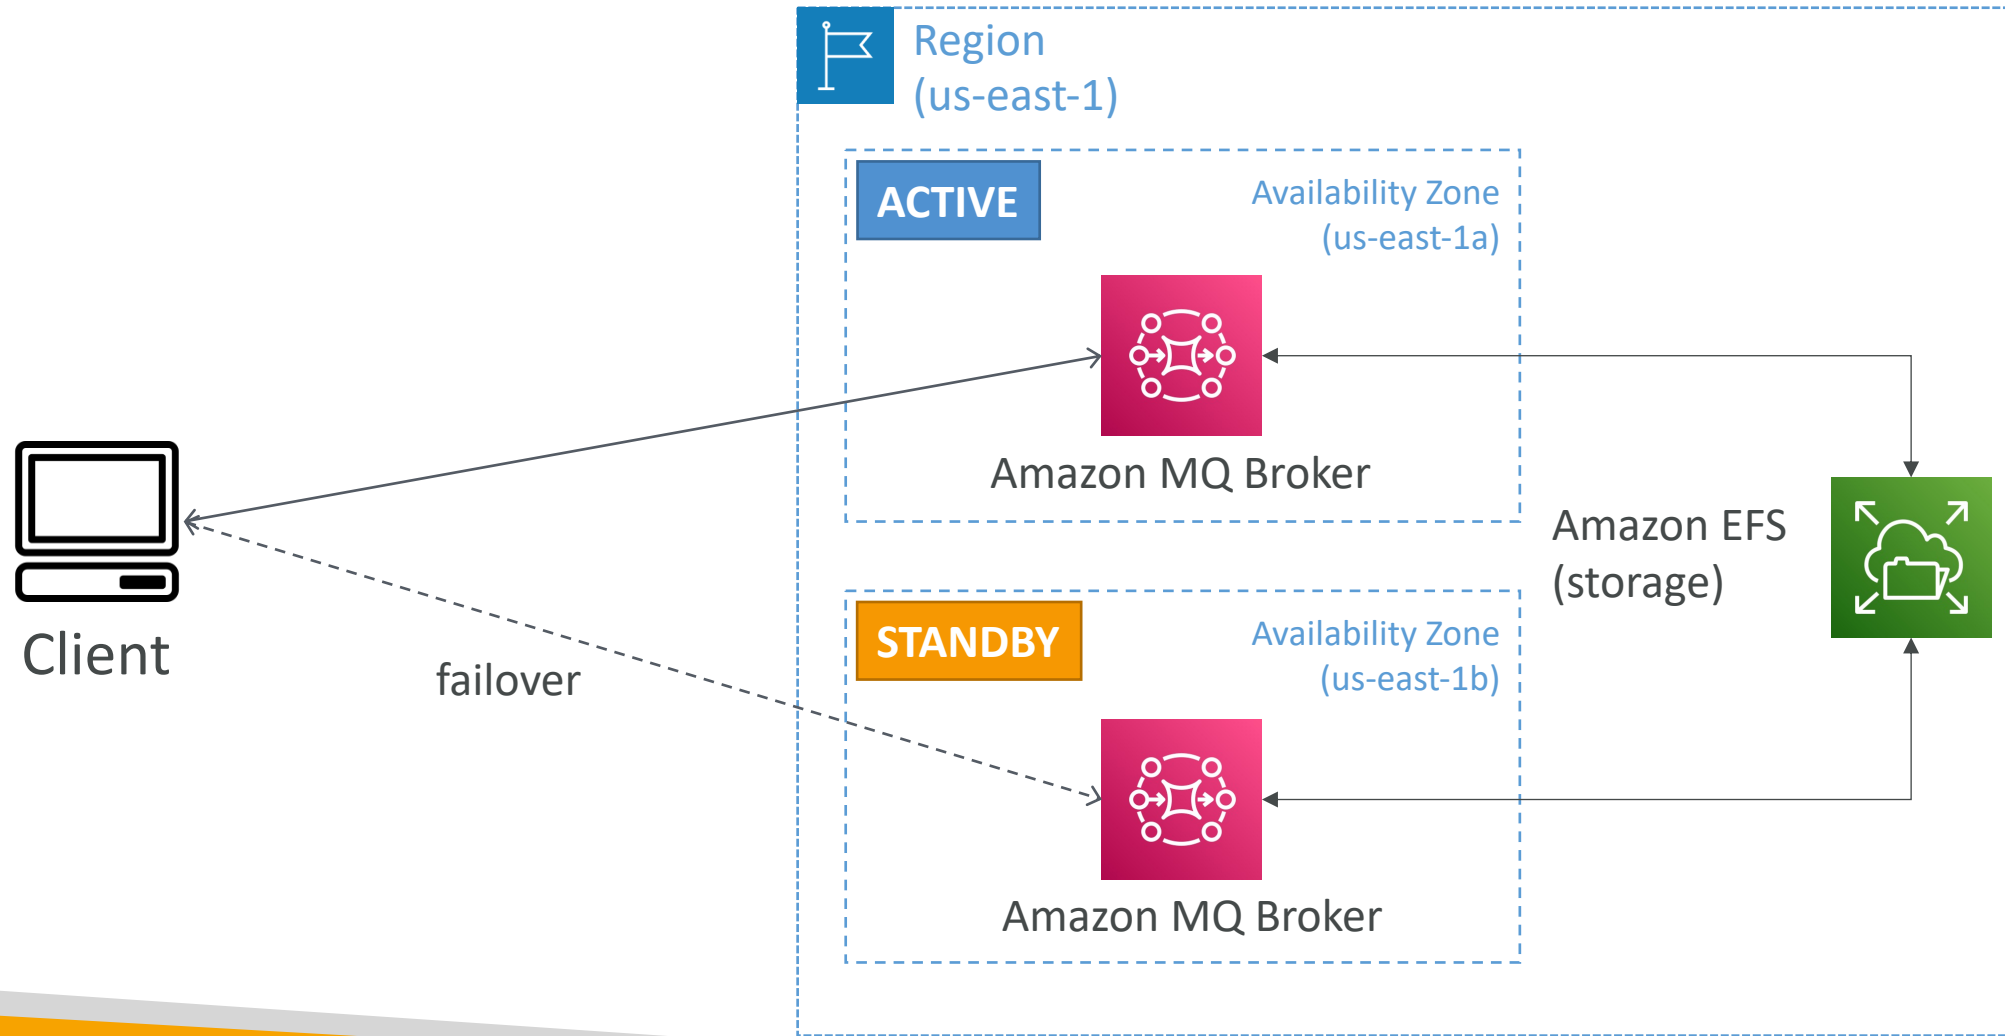 Region
(us-east-1)
ACTIVE
Availability Zone
(us-east-1a)
Amazon MQ Broker
Amazon EFS
(storage)
Client
failover
STANDBY
Availability Zone
(us-east-1b)
Amazon MQ Broker